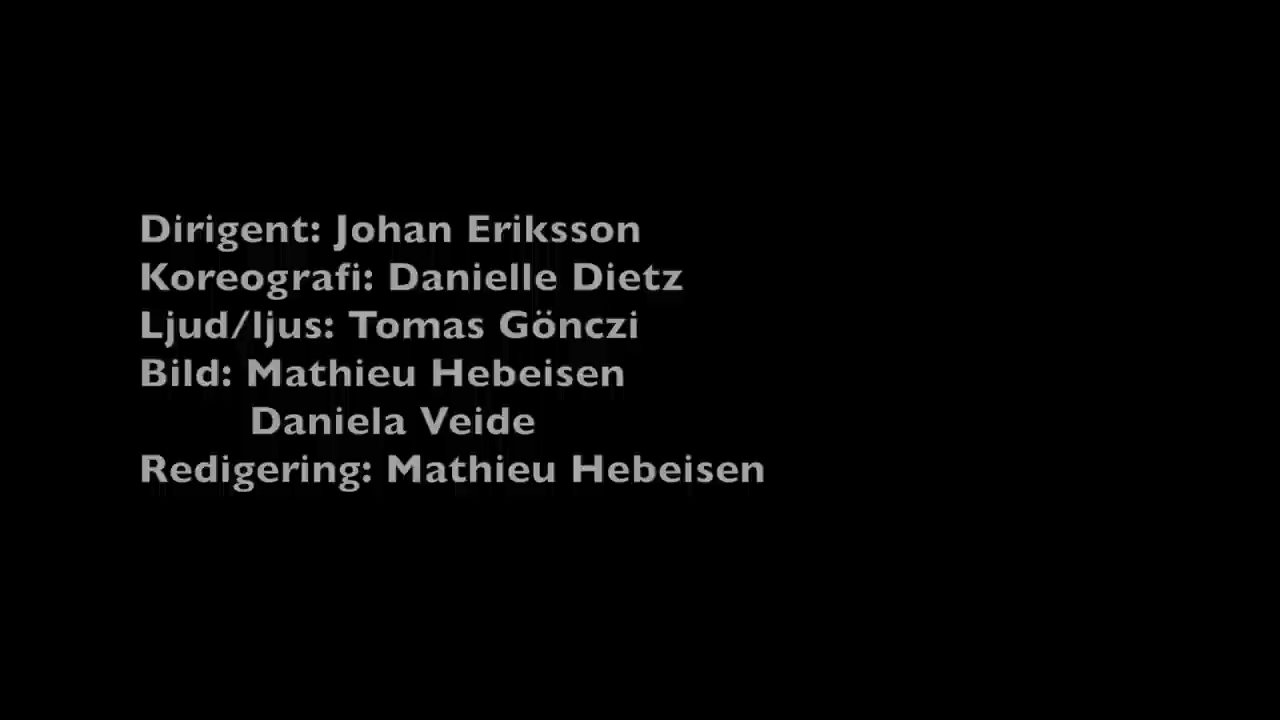 Dirigent: Johan Eriksson
Koreografi: Danielle Dietz
Ljud/ljus: Tomas Gönczi
Bild: Mathieu Hebeisen
Daniela Veide
Redigering: Mathieu Hebeisen